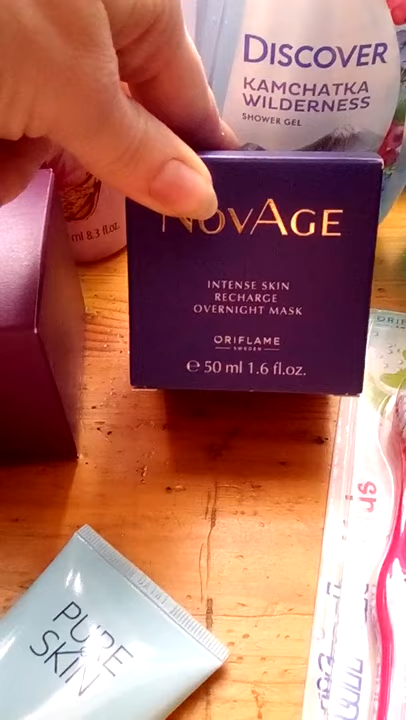 DISCOVER
KAMCHATKA
WILDERNESS
SHOWER GEL
ml 8.3 fl.oz.
NOVAGE
INTENSE SKIN
RECHARGE
OVERNIGHT MASK
ORIFLAME
SWEDEN
℮ 50 ml 1.6 fl.oz.
PURE
SKIN